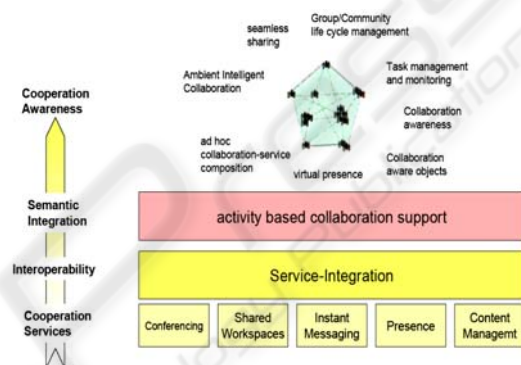 Group/Community
life cycle management
seamless
sharing
Task management
and monitoring
Ambient Intelligent
Collaboration
Cooperation
Awareness
Collaboration
awareness
ad hoc
collaboration-service
composition
Collaboration
aware objects
virtual presence
Semantic
Integration
activity based collaboration support
Interoperability
Service-Integration
Cooperation
Services
Conferencing
Shared
Workspaces
Instant
Messaging
Presence
Content
Managemt